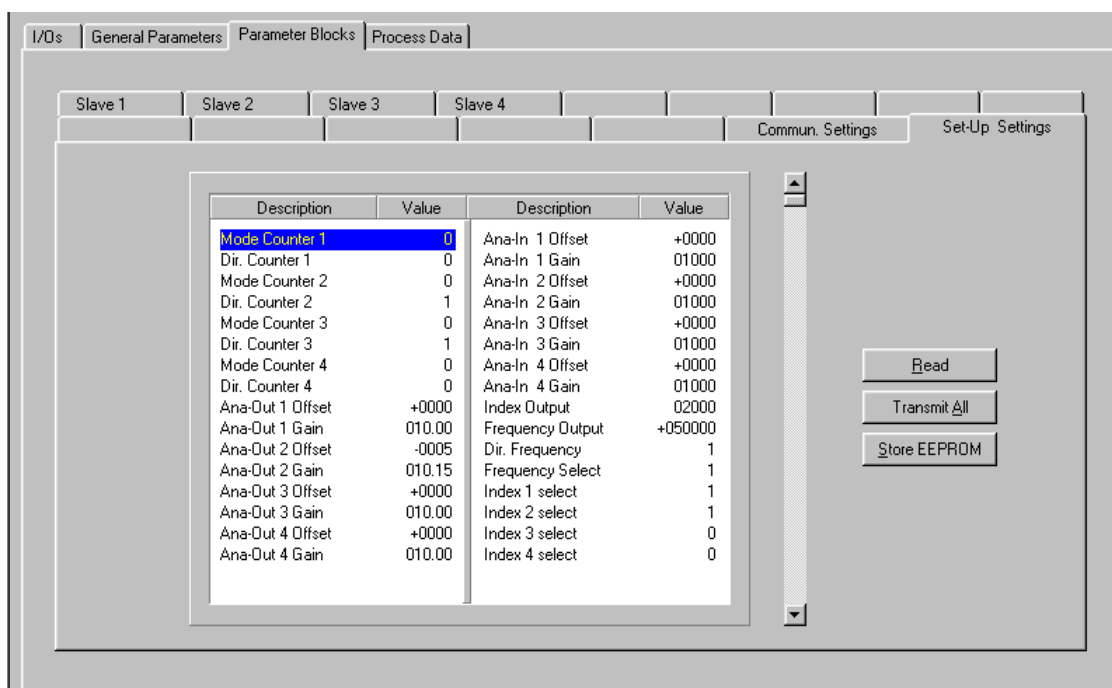 I/Os General Parameters Parameter Blocks Process Data
Slave 1 Slave 2 Slave 3 Slave 4
Commun. Settings Set-Up Settings
Description Value Description Value
Mode Counter 1 0 Ana-In 1 Offset +0000
Dir. Counter 1 0 Ana-In 1 Gain 01000
Mode Counter 2 0 Ana-In 2 Offset +0000
Dir. Counter 2 1 Ana-In 2 Gain 01000
Mode Counter 3 0 Ana-In 3 Offset +0000
Dir. Counter 3 1 Ana-In 3 Gain 01000
Mode Counter 4 0 Ana-In 4 Offset +0000
Dir. Counter 4 0 Ana-In 4 Gain 01000
Ana-Out 1 Offset +0000 Index Output 02000
Ana-Out 1 Gain 010.00 Frequency Output +050000
Ana-Out 2 Offset -0005 Dir. Frequency 1
Ana-Out 2 Gain 010.15 Frequency Select 1
Ana-Out 3 Offset +0000 Index 1 select 1
Ana-Out 3 Gain 010.00 Index 2 select 1
Ana-Out 4 Offset +0000 Index 3 select 0
Ana-Out 4 Gain 010.00 Index 4 select 0
Read
Transmit All
Store EEPROM